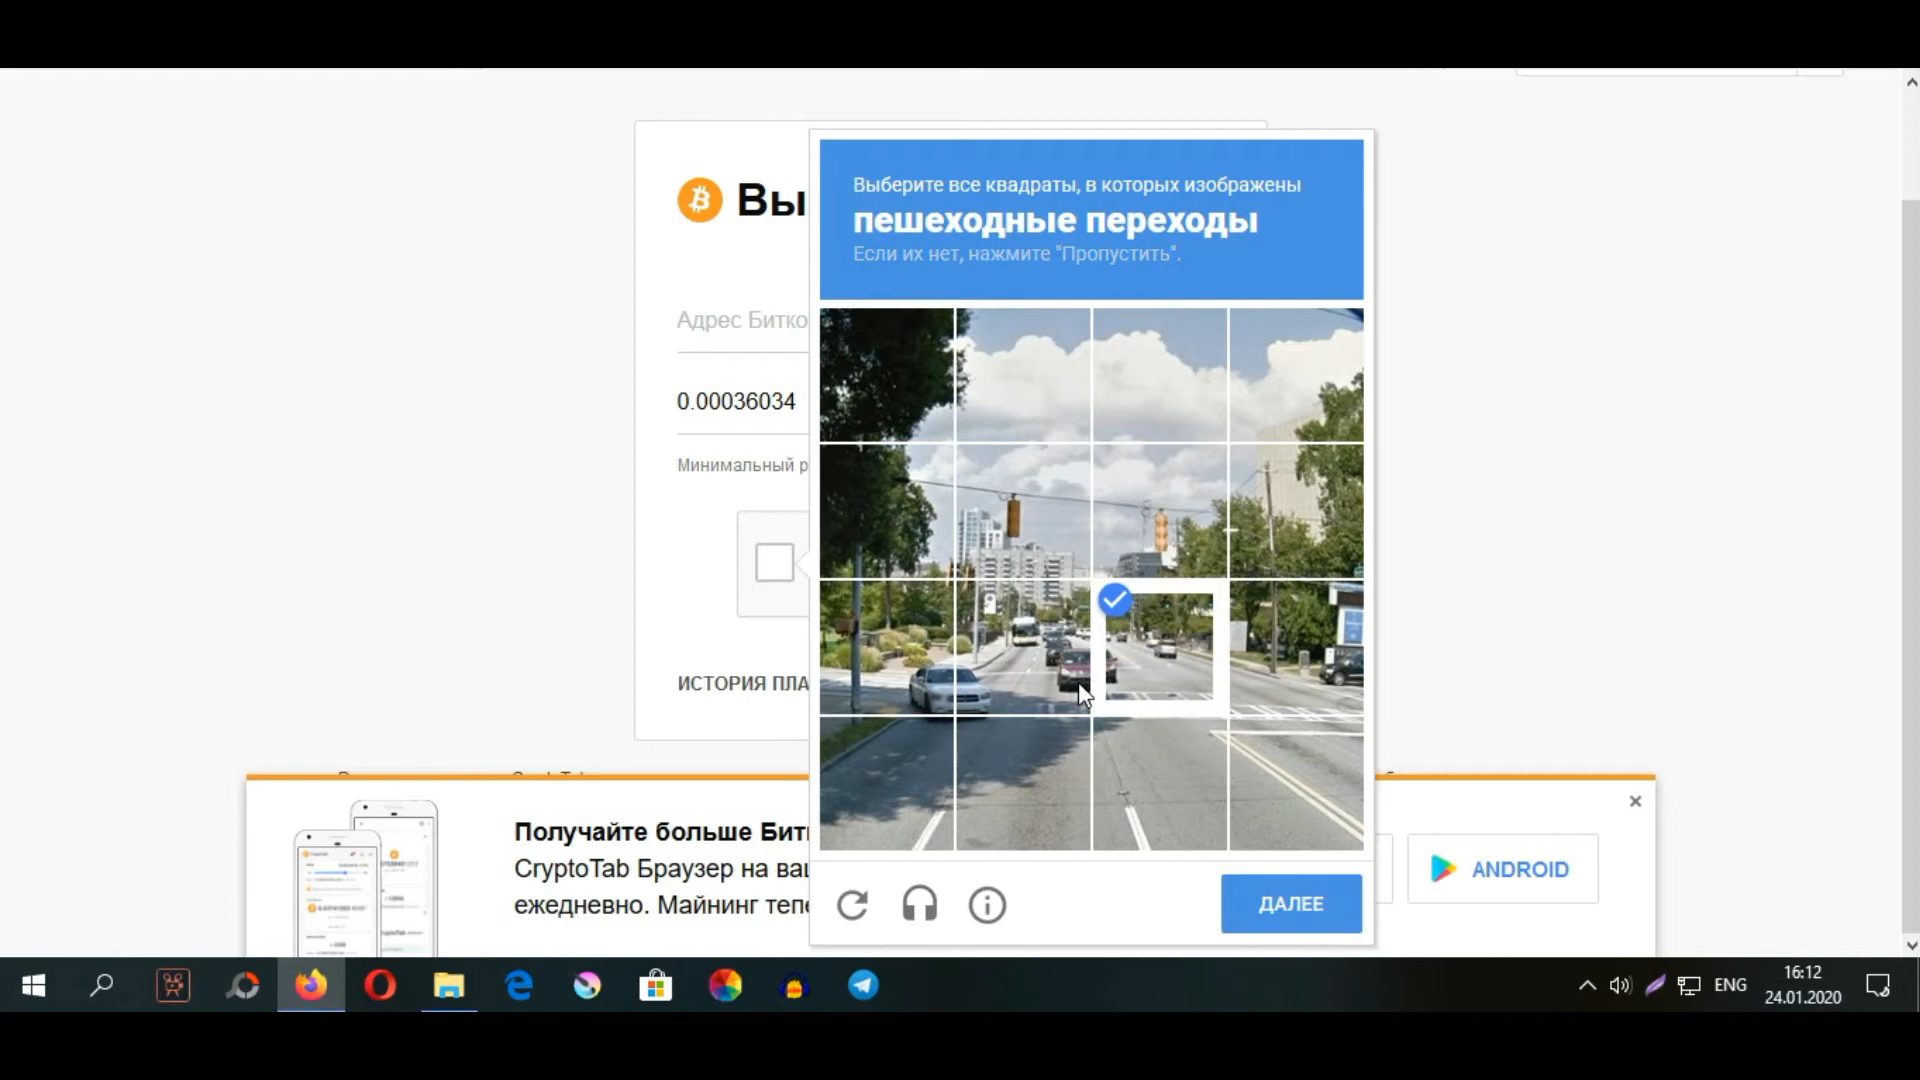 Вы
Выберите все квадраты, в которых изображены
пешеходные переходы
Если их нет, нажмите "Пропустить".
Адрес Битко
0.00036034
Минимальный р
ИСТОРИЯ ПЛА
Получайте больше Бит
CryptoTab Браузер на ва
ежедневно. Майнинг тепе
ANDROID
ДАЛЕЕ
ENG
16:12
24.01.2020